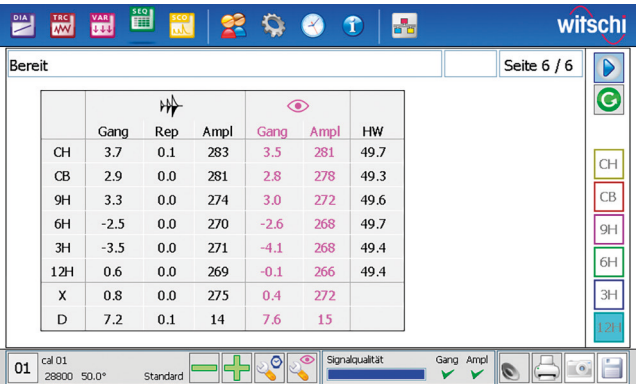 DIA TRC VAR SEQ SCO witschi
Bereit Seite 6 / 6
Gang Rep Ampl Gang Ampl HW
CH 3.7 0.1 283 3.5 281 49.7
CB 2.9 0.0 281 2.8 278 49.3
9H 3.3 0.0 274 3.0 272 49.6
6H -2.5 0.0 270 -2.6 268 49.7
3H -3.5 0.0 271 -4.1 268 49.4
12H 0.6 0.0 269 -0.1 266 49.4
X 0.8 0.0 275 0.4 272
D 7.2 0.1 14 7.6 15
CH
CB
9H
6H
3H
12H
01 cal 01 Signalqualität Gang Ampl
28800 50.0° Standard